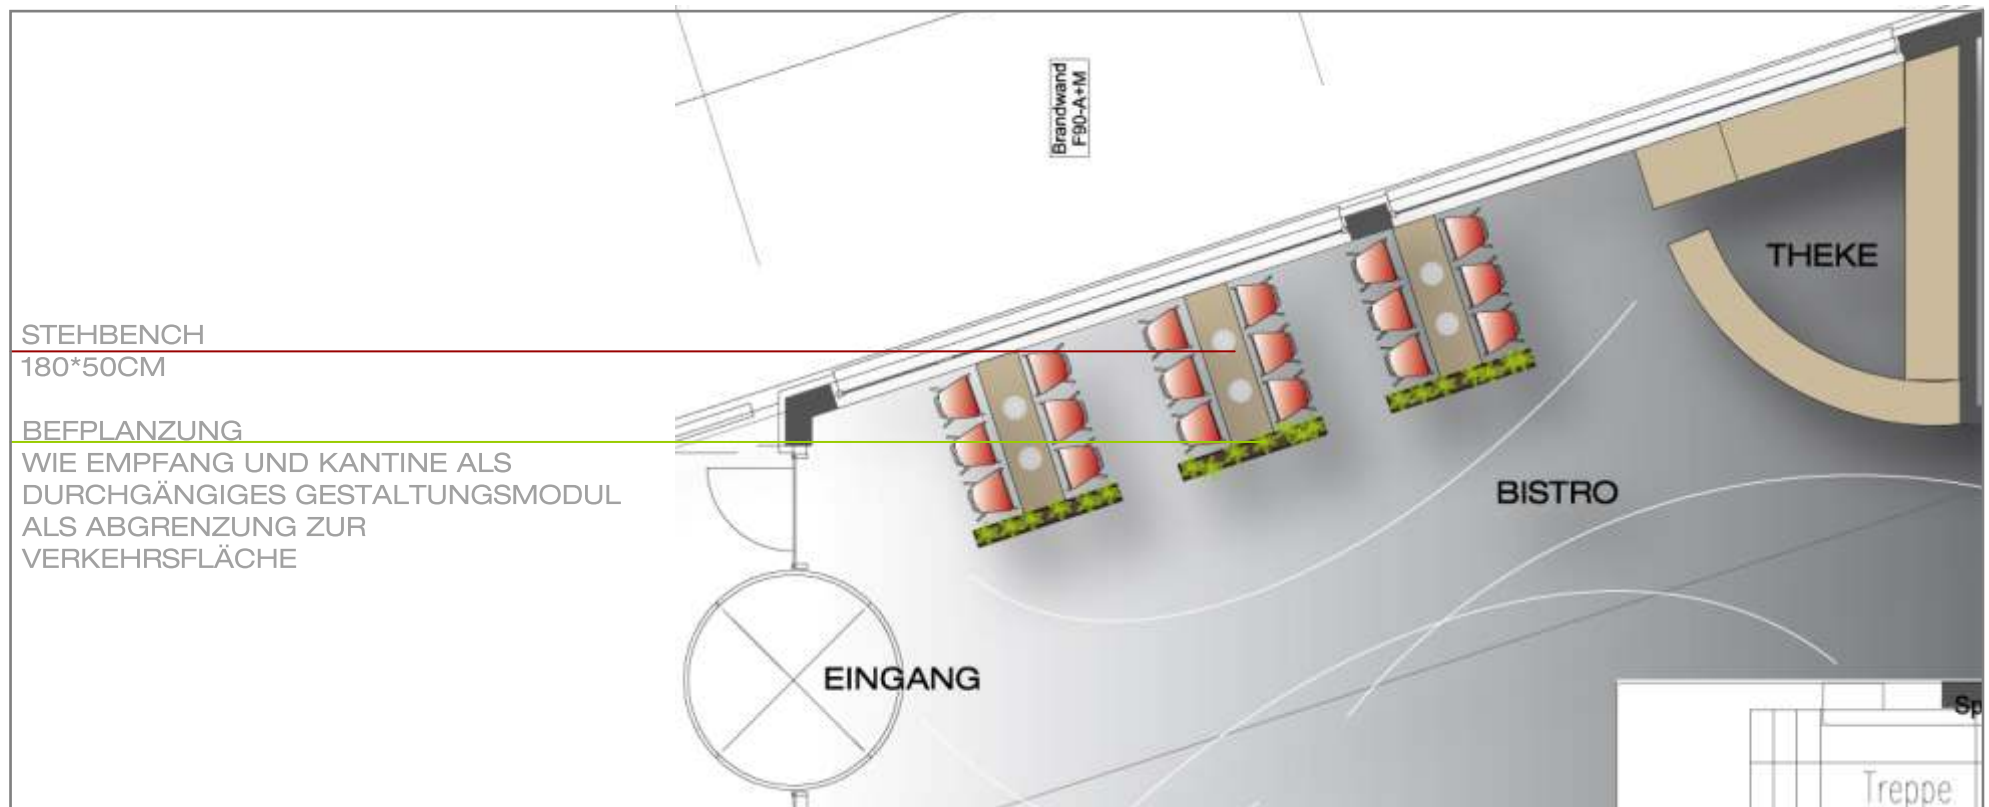 Brandwand
F90-A+M
THEKE
STEHBENCH
180*50CM
BEFPLANZUNG
WIE EMPFANG UND KANTINE ALS
DURCHGÄNGIGES GESTALTUNGSMODUL
ALS ABGRENZUNG ZUR
VERKEHRSFLÄCHE
BISTRO
EINGANG
Sp
Treppe